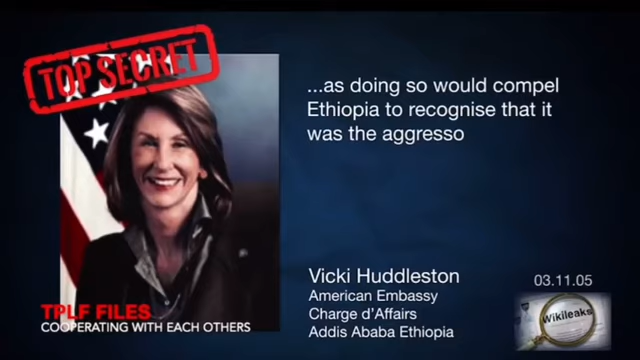 TOP SECRET
...as doing so would compel
Ethiopia to recognise that it
was the aggresso
Vicki Huddleston
American Embassy
Charge d'Affairs
Addis Ababa Ethiopia
03.11.05
Wikileaks
TPLF FILES
COOPERATING WITH EACH OTHERS